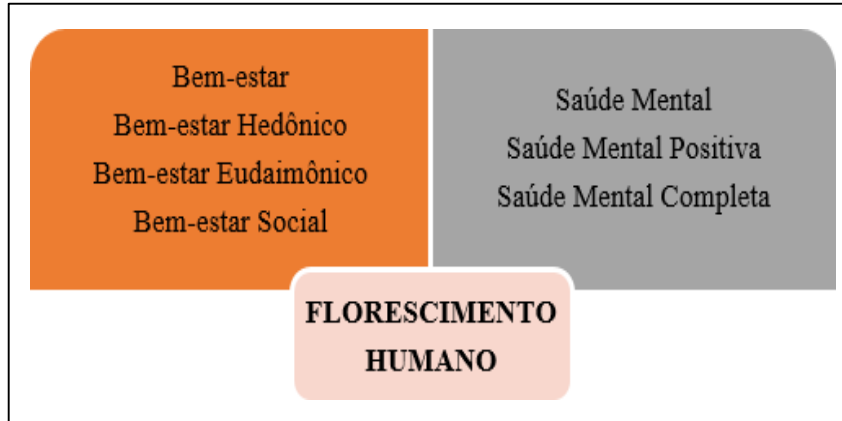 Bem-estar
Bem-estar Hedônico
Bem-estar Eudaimônico
Bem-estar Social
Saúde Mental
Saúde Mental Positiva
Saúde Mental Completa
FLORESCIMENTO
HUMANO